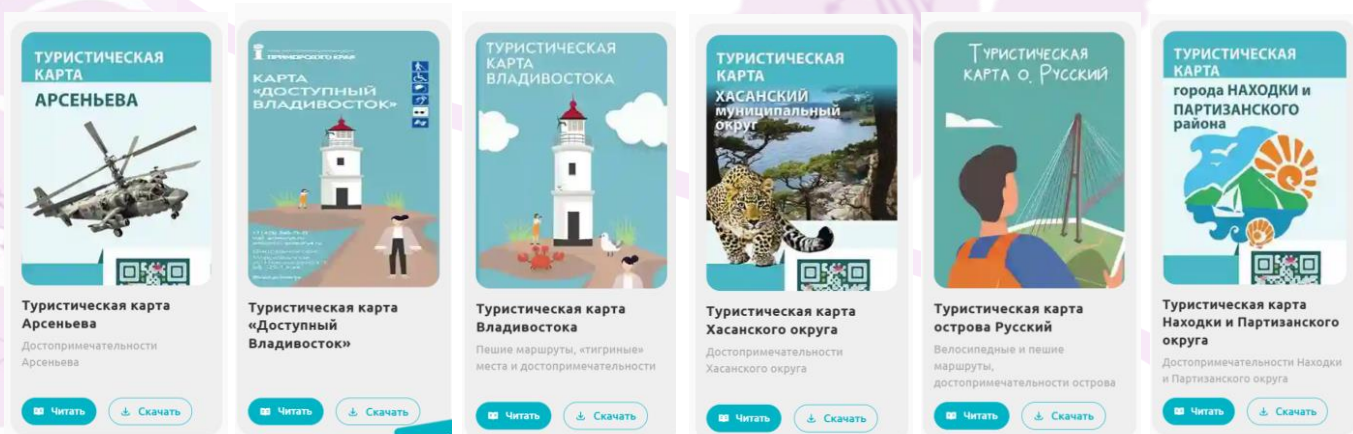 ТУРИСТИЧЕСКАЯ
КАРТА
АРСЕНЬЕВА
Туристическая карта
Арсеньева
Достопримечательности
Арсеньева
Читать
Скачать
ПРИМОРСКОГО КРАЯ
КАРТА
«ДОСТУПНЫЙ
ВЛАДИВОСТОК»
Туристическая карта
«Доступный
Владивосток»
Читать
Скачать
ТУРИСТИЧЕСКАЯ
КАРТА
ВЛАДИВОСТОКА
Туристическая карта
Владивостока
Пешие маршруты, «тигриные»
места и достопримечательности
Читать
Скачать
ТУРИСТИЧЕСКАЯ
КАРТА
ХАСАНСКИЙ
муниципальный
округ
Туристическая карта
Хасанского округа
Достопримечательности
Хасанского округа
Читать
Скачать
ТУРИСТИЧЕСКАЯ
КАРТА О. РУССКИЙ
Туристическая карта
острова Русский
Велосипедные и пешие
маршруты,
достопримечательности острова
Читать
Скачать
ТУРИСТИЧЕСКАЯ
КАРТА
города НАХОДКИ и
ПАРТИЗАНСКОГО
района
Туристическая карта
Находки и Партизанского
округа
Достопримечательности Находки
и Партизанского округа
Читать
Скачать